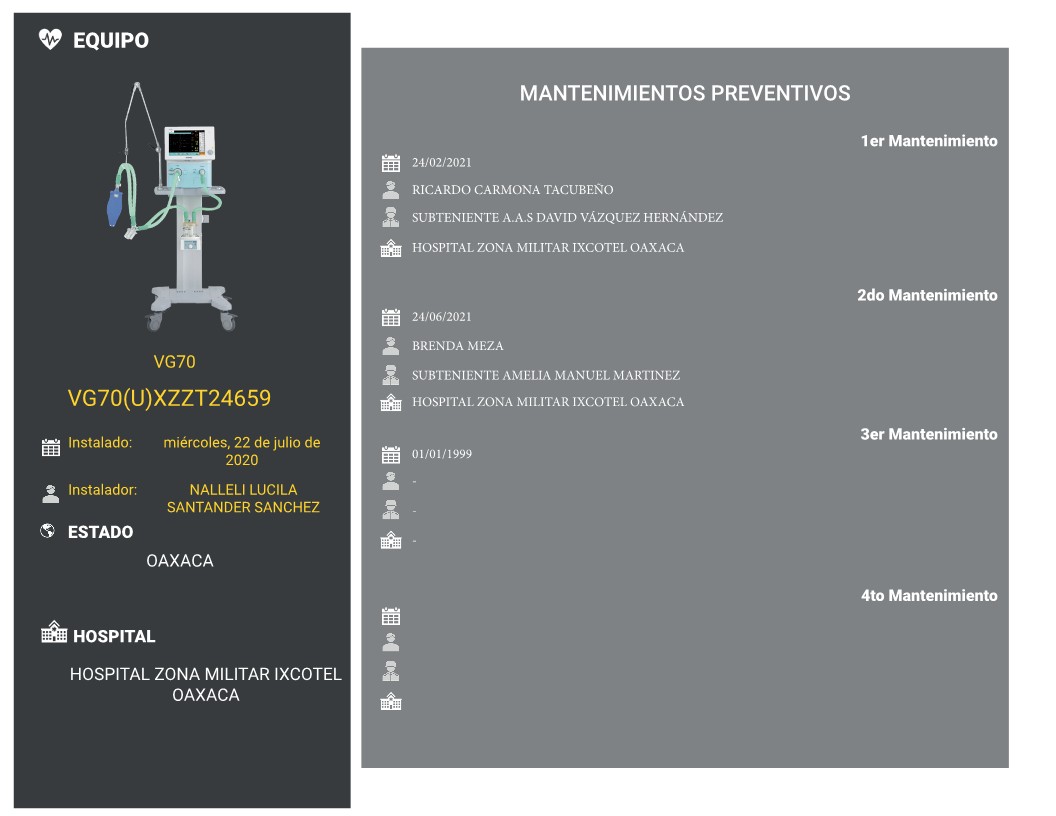 EQUIPO
VG70
VG70(U)XZZT24659
Instalado: miércoles, 22 de julio de
2020
Instalador: NALLELI LUCILA
SANTANDER SANCHEZ
ESTADO
OAXACA
HOSPITAL
HOSPITAL ZONA MILITAR IXCOTEL
OAXACA
MANTENIMIENTOS PREVENTIVOS
1er Mantenimiento
24/02/2021
RICARDO CARMONA TACUBEÑO
SUBTENIENTE A.A.S DAVID VÁZQUEZ HERNÁNDEZ
HOSPITAL ZONA MILITAR IXCOTEL OAXACA
2do Mantenimiento
24/06/2021
BRENDA MEZA
SUBTENIENTE AMELIA MANUEL MARTINEZ
HOSPITAL ZONA MILITAR IXCOTEL OAXACA
3er Mantenimiento
01/01/1999
-
-
-
4to Mantenimiento